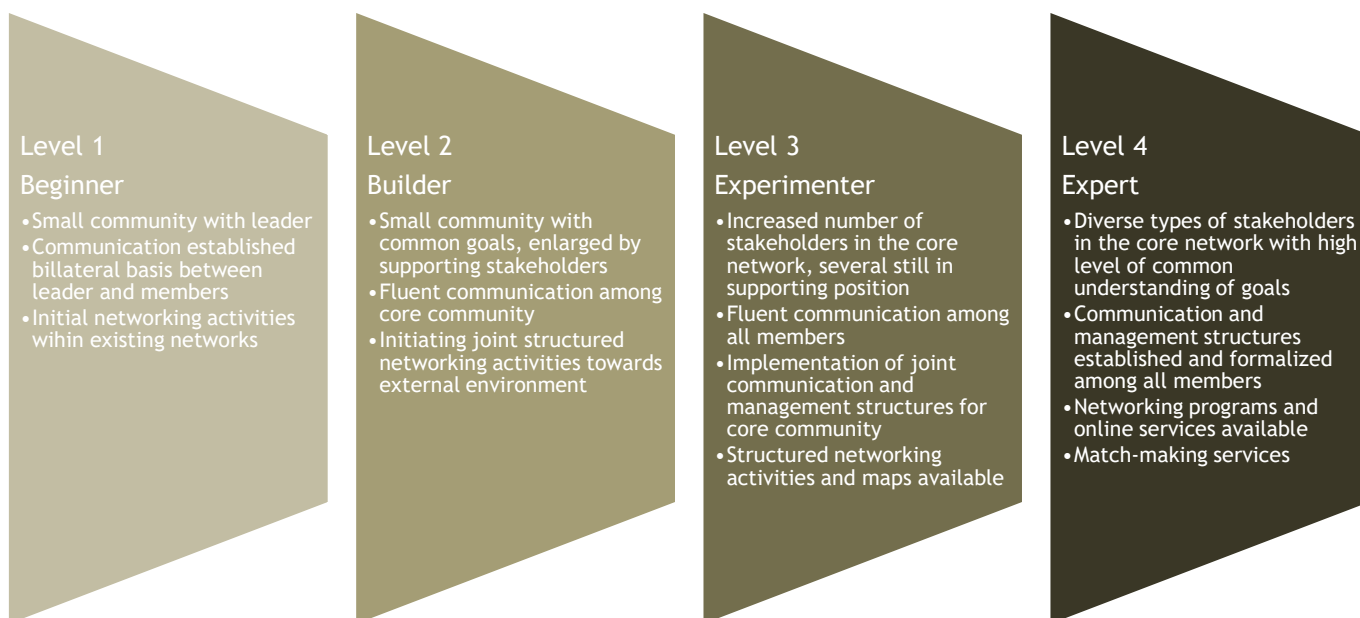 Level 1
Beginner
•Small community with leader
•Communication established
billateral basis between
leader and members
•Initial networking activities
wihin existing networks
Level 2
Builder
•Small community with
common goals, enlarged by
supporting stakeholders
•Fluent communication among
core community
•Initiating joint structured
networking activities towards
external environment
Level 3
Experimenter
•Increased number of
stakeholders in the core
network, several still in
supporting position
•Fluent communication among
all members
•Implementation of joint
communication and
management structures for
core community
•Structured networking
activities and maps available
Level 4
Expert
•Diverse types of stakeholders
in the core network with high
level of common
understanding of goals
•Communication and
management structures
established and formalized
among all members
•Networking programs and
online services available
•Match-making services